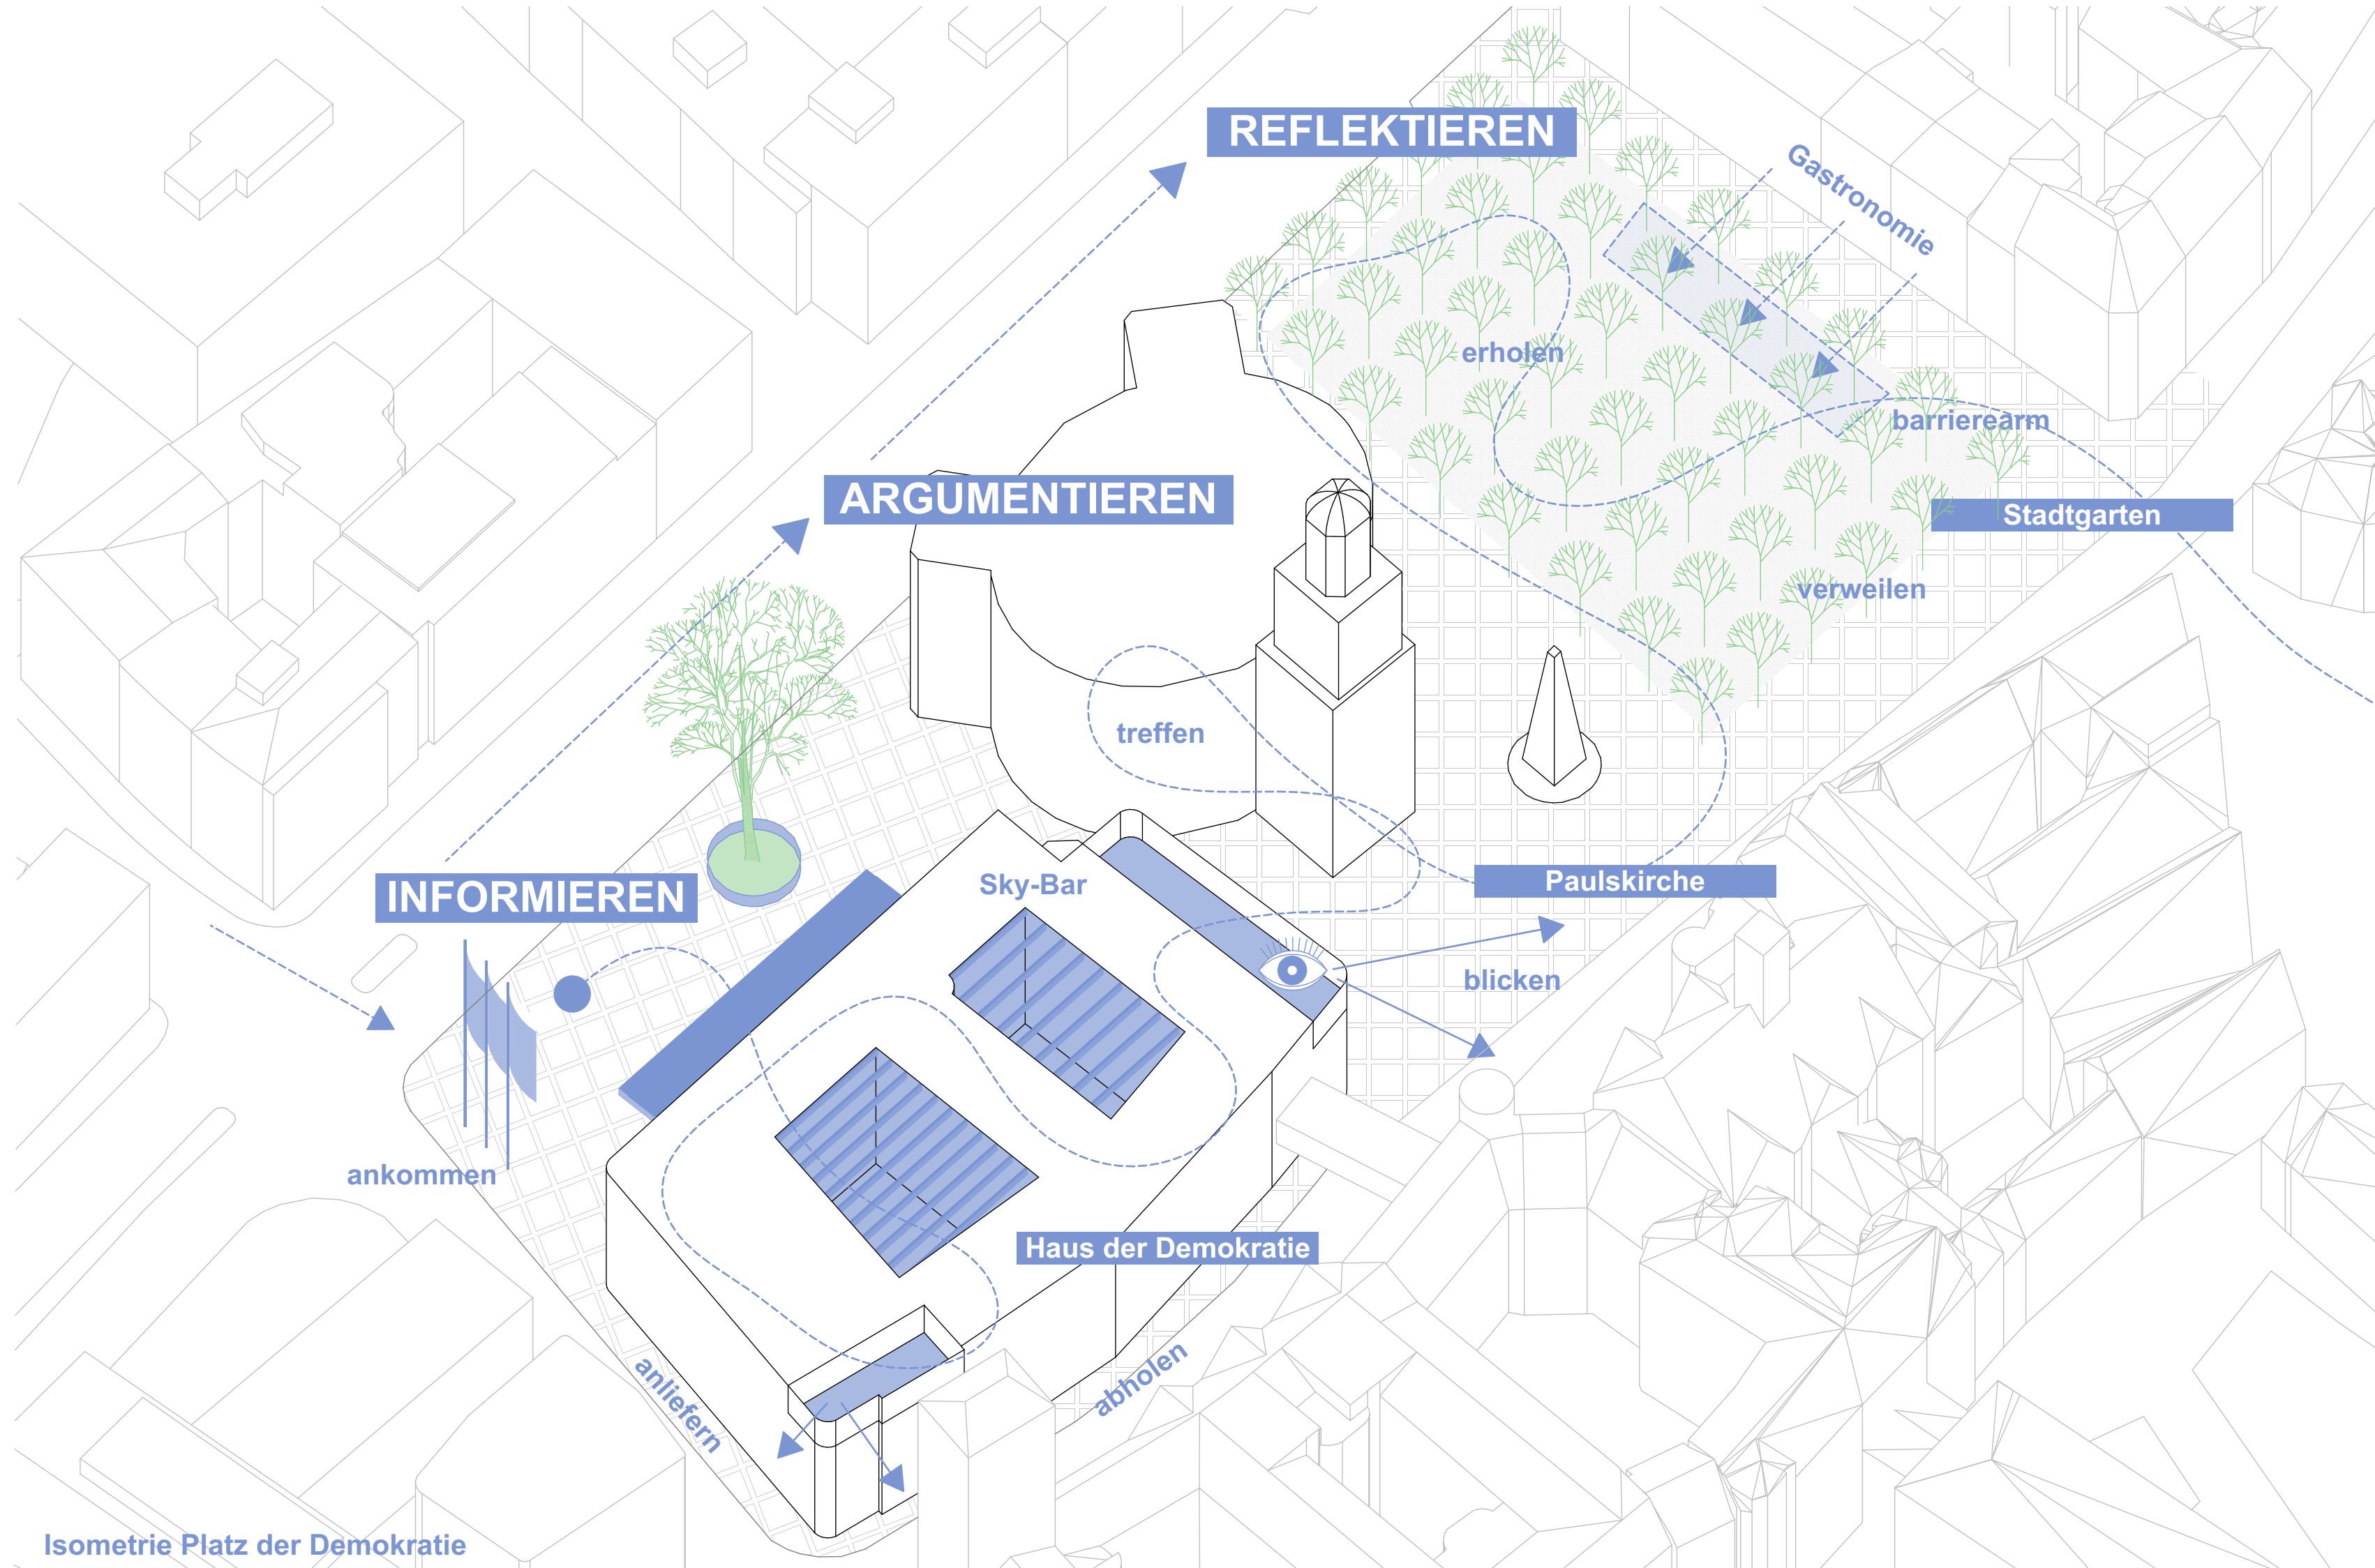 REFLEKTIEREN
Gastronomie
erholen
barrierearm
ARGUMENTIEREN
Stadtgarten
verweilen
treffen
Paulskirche
Sky-Bar
INFORMIEREN
blicken
ankommen
Haus der Demokratie
anliefern
abholen
Isometrie Platz der Demokratie